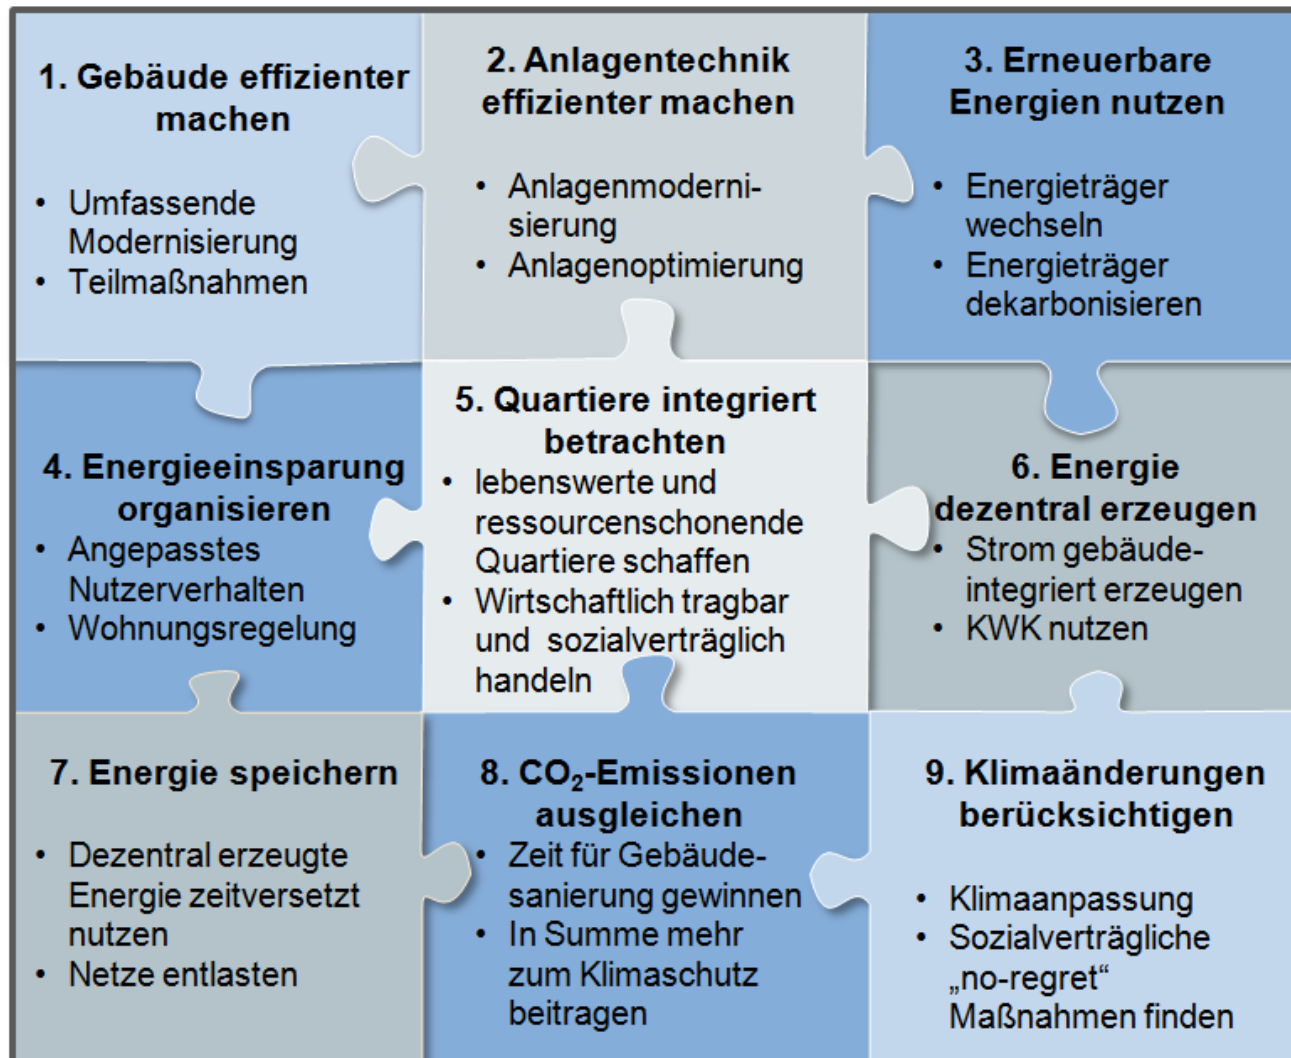 1. Gebäude effizienter
machen
• Umfassende
Modernisierung
• Teilmaßnahmen
2. Anlagentechnik
effizienter machen
• Anlagenmoderni-
sierung
• Anlagenoptimierung
3. Erneuerbare
Energien nutzen
• Energieträger
wechseln
• Energieträger
dekarbonisieren
4. Energieeinsparung
organisieren
• Angepasstes
Nutzerverhalten
• Wohnungsregelung
5. Quartiere integriert
betrachten
• lebenswerte und
ressourcenschonende
Quartiere schaffen
• Wirtschaftlich tragbar
und sozialverträglich
handeln
6. Energie
dezentral erzeugen
• Strom gebäude-
integriert erzeugen
• KWK nutzen
7. Energie speichern
• Dezentral erzeugte
Energie zeitversetzt
nutzen
• Netze entlasten
8. CO₂-Emissionen
ausgleichen
• Zeit für Gebäude-
sanierung gewinnen
• In Summe mehr
zum Klimaschutz
beitragen
9. Klimaänderungen
berücksichtigen
• Klimaanpassung
• Sozialverträgliche
„no-regret“
Maßnahmen finden